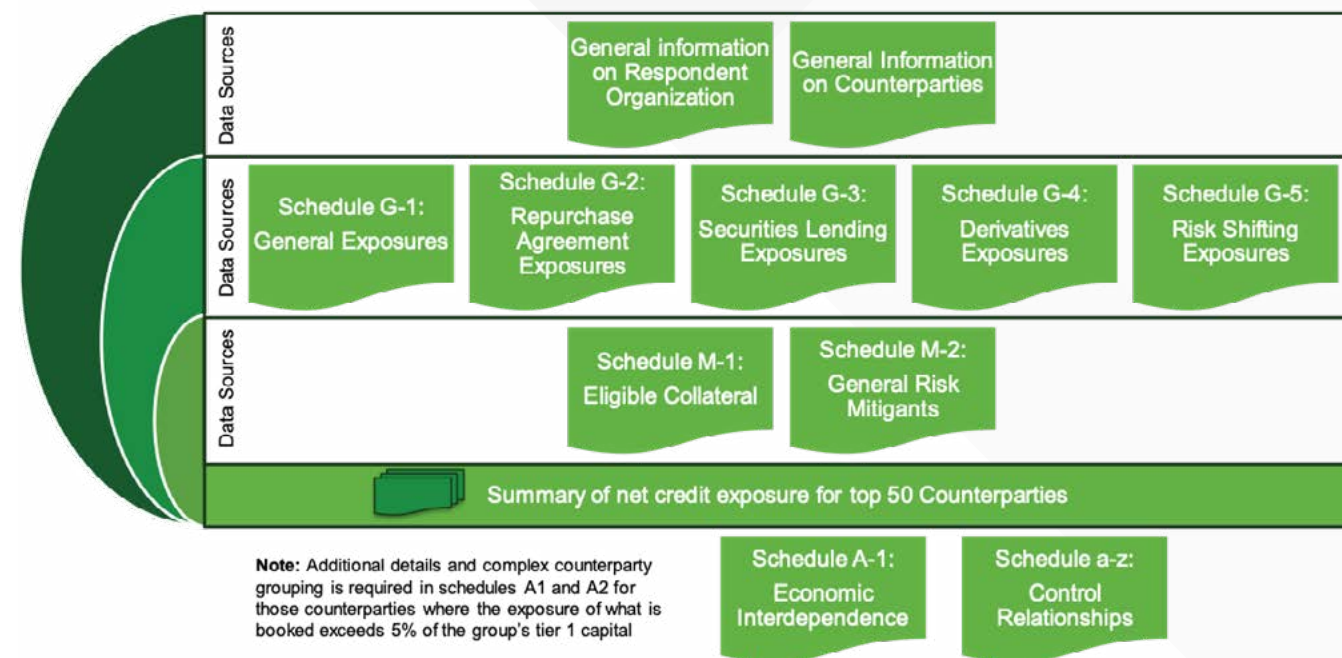 Data Sources
General information
on Respondent
Organization
General Information
on Counterparties
Data Sources
Schedule G-1:
General Exposures
Schedule G-2:
Repurchase
Agreement
Exposures
Schedule G-3:
Securities Lending
Exposures
Schedule G-4:
Derivatives
Exposures
Schedule G-5:
Risk Shifting
Exposures
Data Sources
Schedule M-1:
Eligible Collateral
Schedule M-2:
General Risk
Mitigants
Summary of net credit exposure for top 50 Counterparties
Note: Additional details and complex counterparty
grouping is required in schedules A1 and A2 for
those counterparties where the exposure of what is
booked exceeds 5% of the group's tier 1 capital
Schedule A-1:
Economic
Interdependence
Schedule a-z:
Control
Relationships